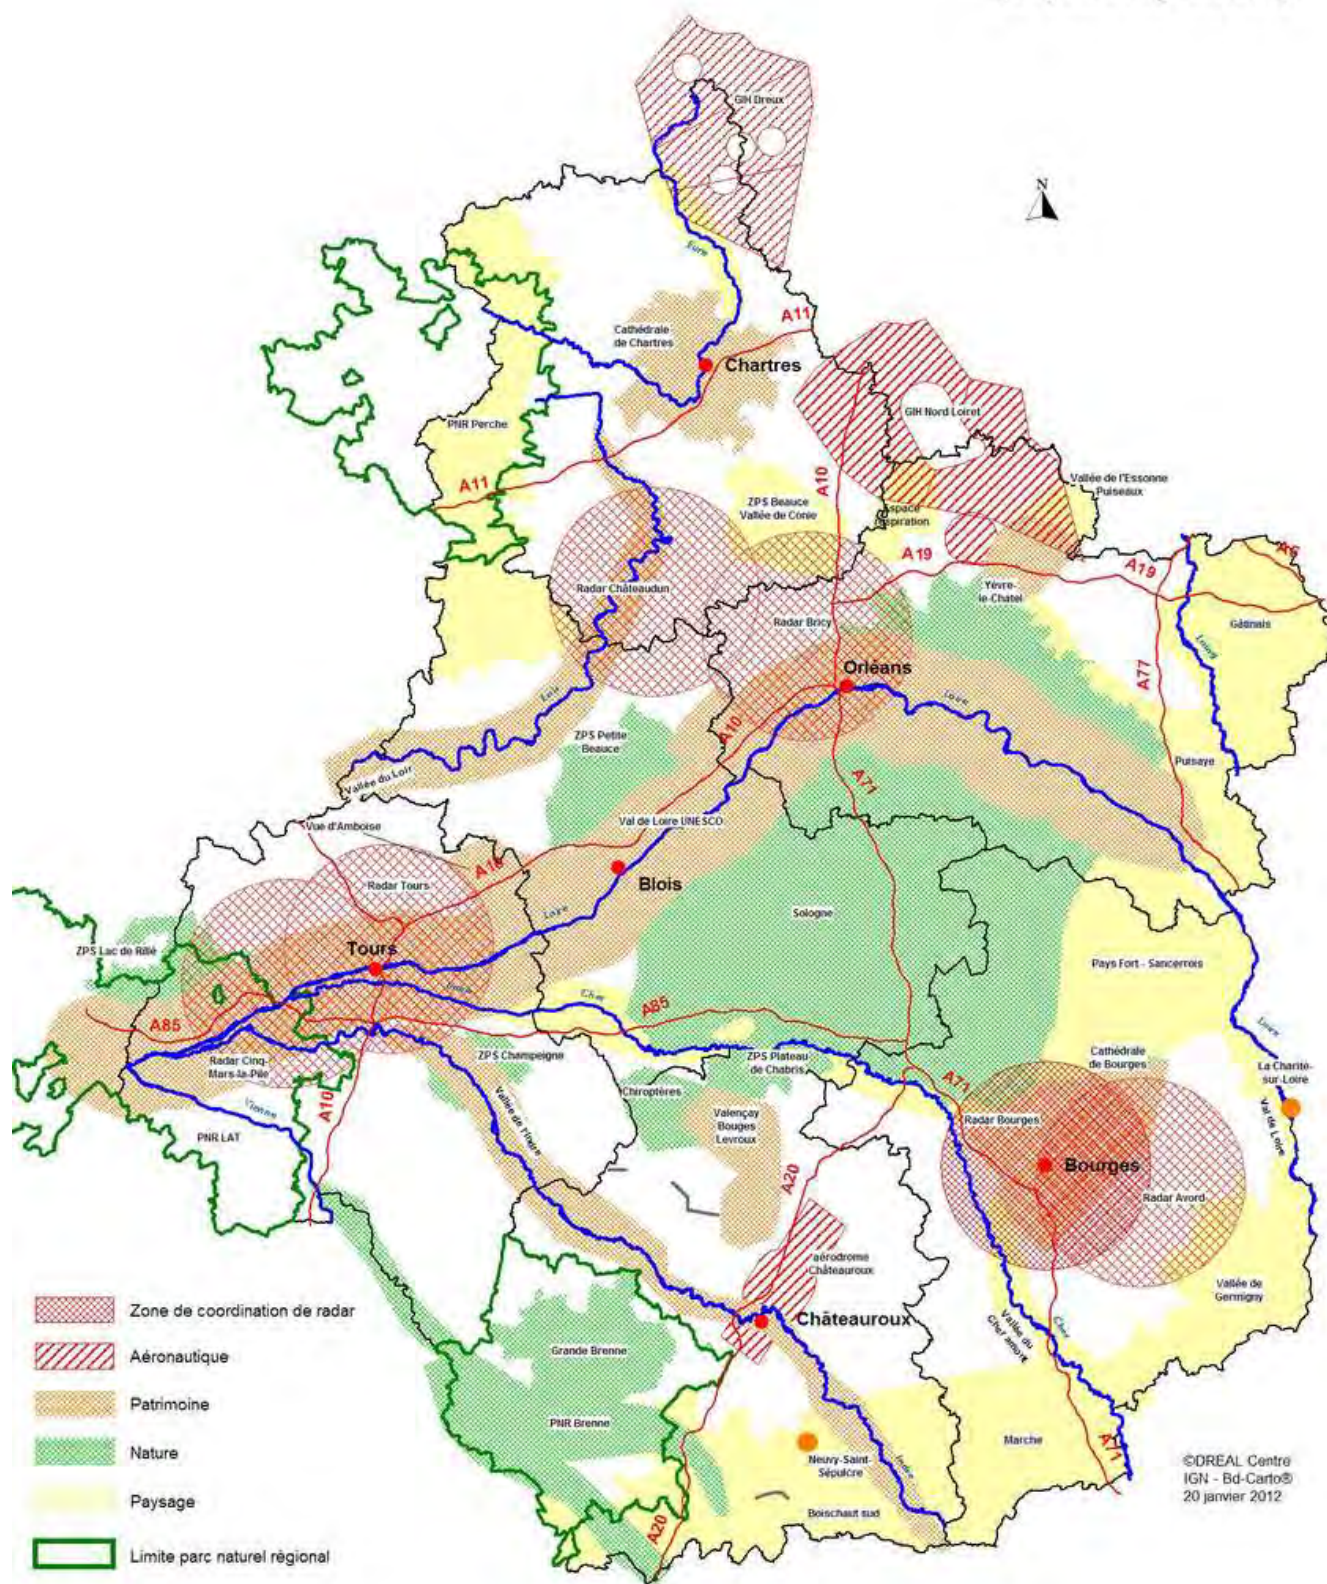 GIH Dreux
N
Eure
A11
Cathédrale
de Chartres
Chartres
GIH Nord Loiret
PNR Perche
A11
A10
Vallée de l'Essonne
Puiseaux
ZPS Beauce
Vallée de Conie
Espace
respiration
A19
A19
A6
Radar Châteaudun
Yèvre-
le-Chatel
Radar Bricy
Gâtinais
Loing
Orléans
A77
Loir
Loire
A10
ZPS Petite
Beauce
Puisaye
Vallée du Loir
A71
Vue d'Amboise
Val de Loire UNESCO
A10
Radar Tours
Blois
Loire
Sologne
ZPS Lac de Rillé
Tours
Pays Fort - Sancerrois
Cher
A85
A85
Loire
Radar Cinq-
Mars-la-Pile
ZPS Champeigne
ZPS Plateau
de Chabris
Cathédrale
de Bourges
La Charité-
sur-Loire
A10
Vienne
Chiroptères
A71
Vallée de l'Indre
Valençay
Bouges
Levroux
Radar Bourges
Val de Loire
PNR LAT
Bourges
A20
Radar Avord
aérodrome
Châteauroux
Vallée de
Germigny
Zone de coordination de radar
Châteauroux
Cher
Vallée du
Cher amont
Aéronautique
Grande Brenne
Patrimoine
PNR Brenne
Nature
Marche
A71
Neuvy-Saint-
Sépulcre
Indre
©DREAL Centre
IGN - Bd-Carto®
20 janvier 2012
Paysage
Boischaut sud
A20
Limite parc naturel régional